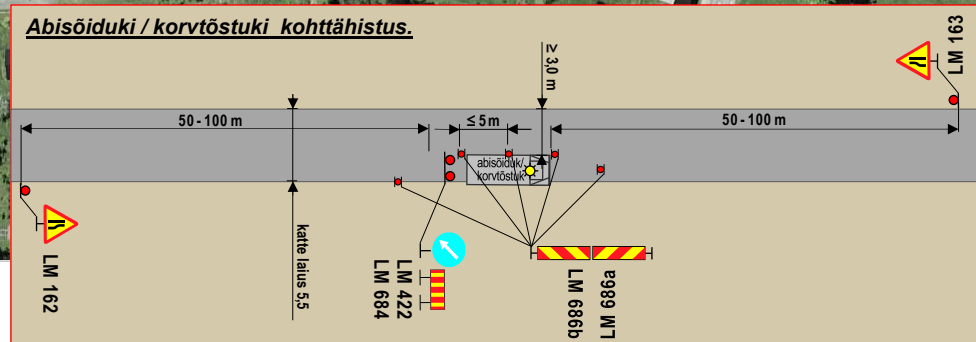 Abisõiduki / korvtõstuki kohttähistus.
LM 163
≥ 3,0 m
50 - 100 m
≤ 5 m
50 - 100 m
abisõiduk/
korvtõstuk
katte laius 5,5
LM 162
LM 422
LM 684
LM 686a
LM 686b